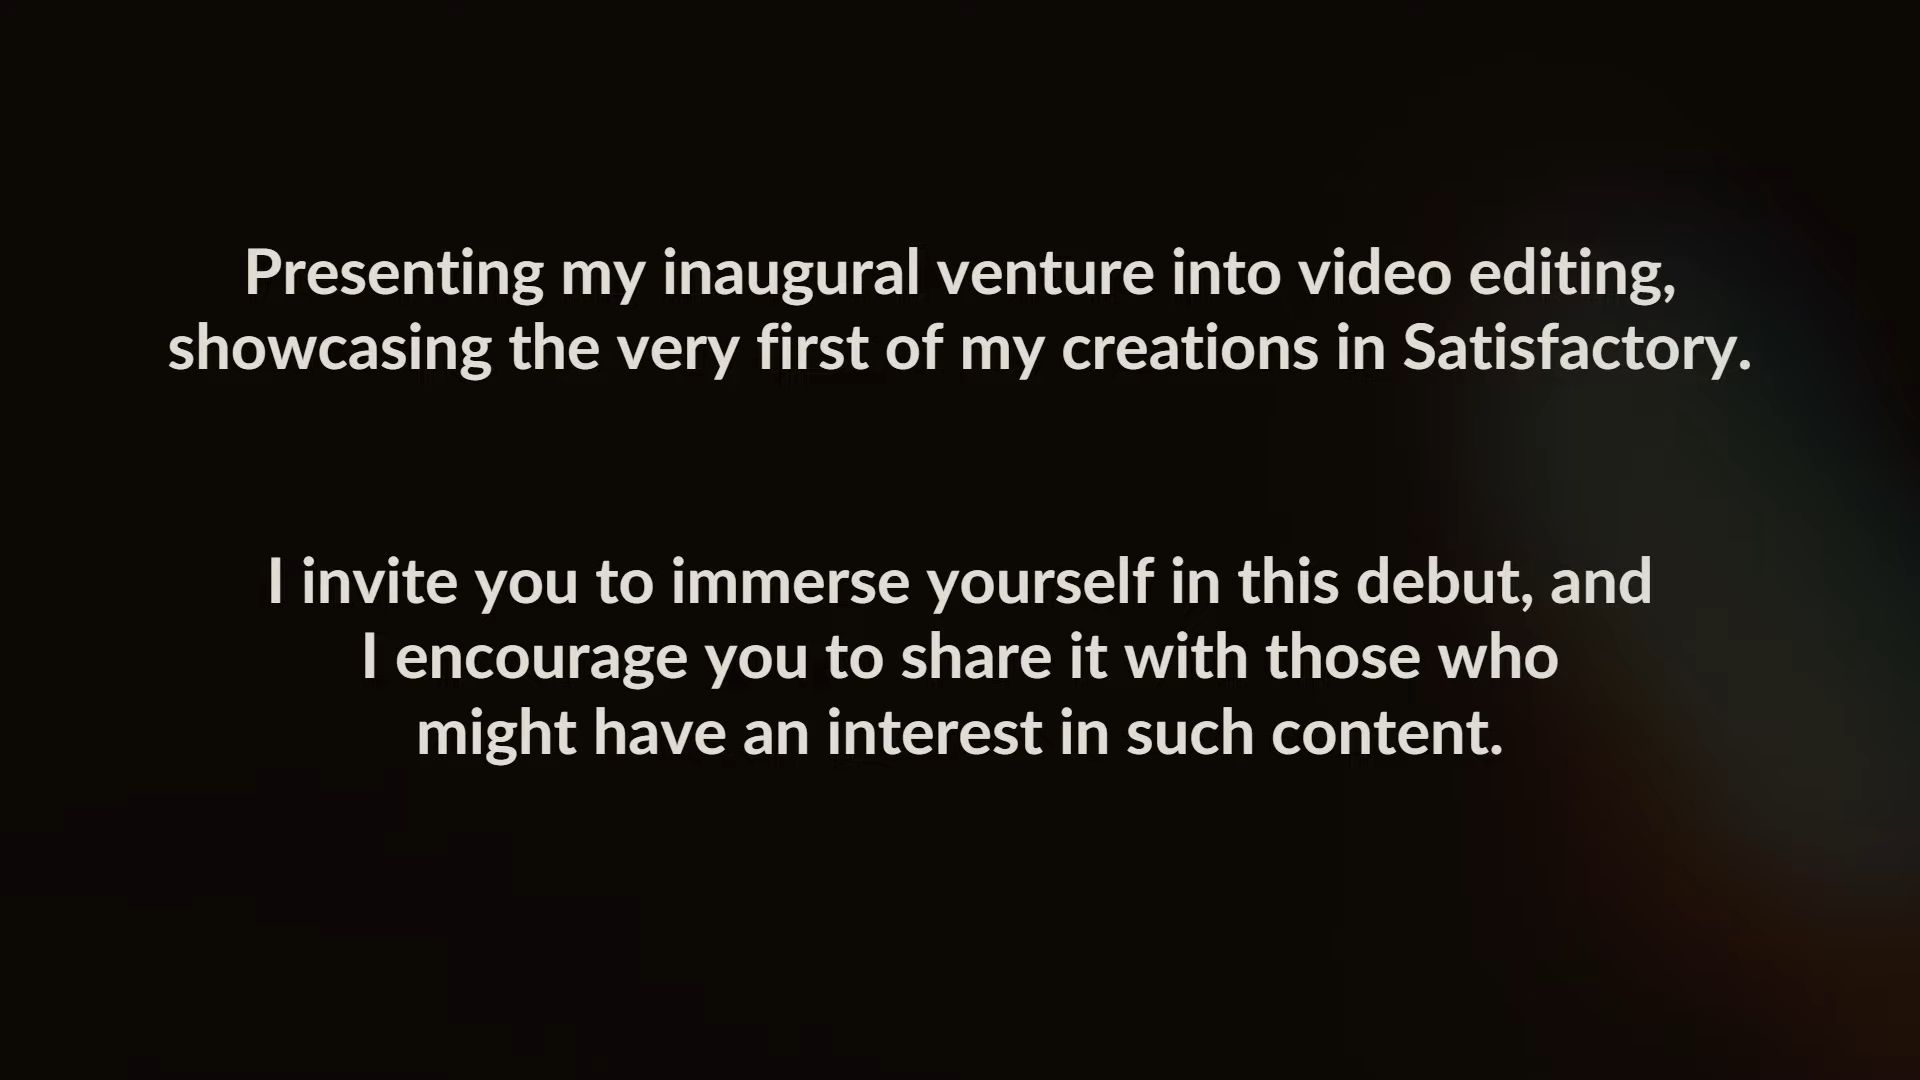 Presenting my inaugural venture into video editing,
showcasing the very first of my creations in Satisfactory.
I invite you to immerse yourself in this debut, and
I encourage you to share it with those who
might have an interest in such content.